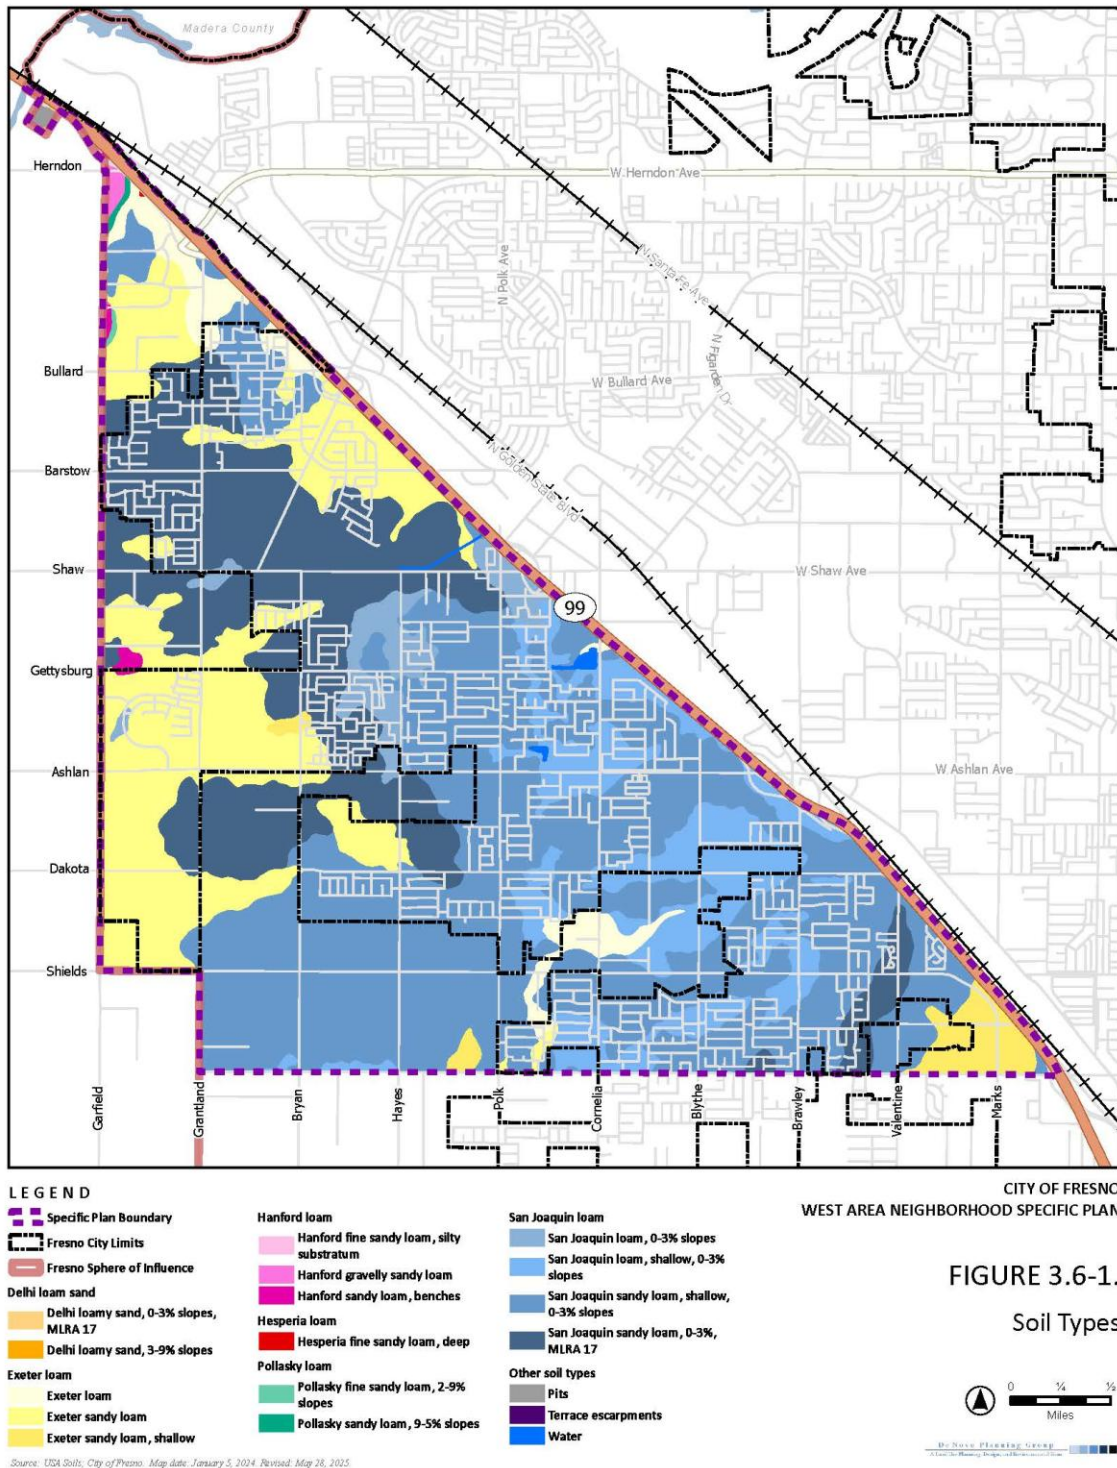 Madera County
Herndon
W Herndon Ave
N Polk Ave
N Santa Fe Ave
N Figarden Dr
Bullard
W Bullard Ave
N Golden State Blvd
Barstow
Shaw
W Shaw Ave
99
Gettysburg
Ashlan
W Ashlan Ave
Dakota
Shields
Garfield
Grantland
Bryan
Hayes
Polk
Cornelia
Blythe
Brawley
Valentine
Marks
LEGEND
Specific Plan Boundary
Fresno City Limits
Fresno Sphere of Influence
Delhi loam sand
Delhi loamy sand, 0-3% slopes,
MLRA 17
Delhi loamy sand, 3-9% slopes
Exeter loam
Exeter loam
Exeter sandy loam
Exeter sandy loam, shallow
Hanford loam
Hanford fine sandy loam, silty
substratum
Hanford gravelly sandy loam
Hanford sandy loam, benches
Hesperia loam
Hesperia fine sandy loam, deep
Pollasky loam
Pollasky fine sandy loam, 2-9%
slopes
Pollasky sandy loam, 9-5% slopes
San Joaquin loam
San Joaquin loam, 0-3% slopes
San Joaquin loam, shallow, 0-3%
slopes
San Joaquin sandy loam, shallow,
0-3% slopes
San Joaquin sandy loam, 0-3%,
MLRA 17
Other soil types
Pits
Terrace escarpments
Water
CITY OF FRESNO
WEST AREA NEIGHBORHOOD SPECIFIC PLAN
FIGURE 3.6-1.
Soil Types
0 ¼ ½
Miles
De Novo Planning Group
Source: USA Soils; City of Fresno. Map date: January 5, 2024. Revised: May 28, 2025.